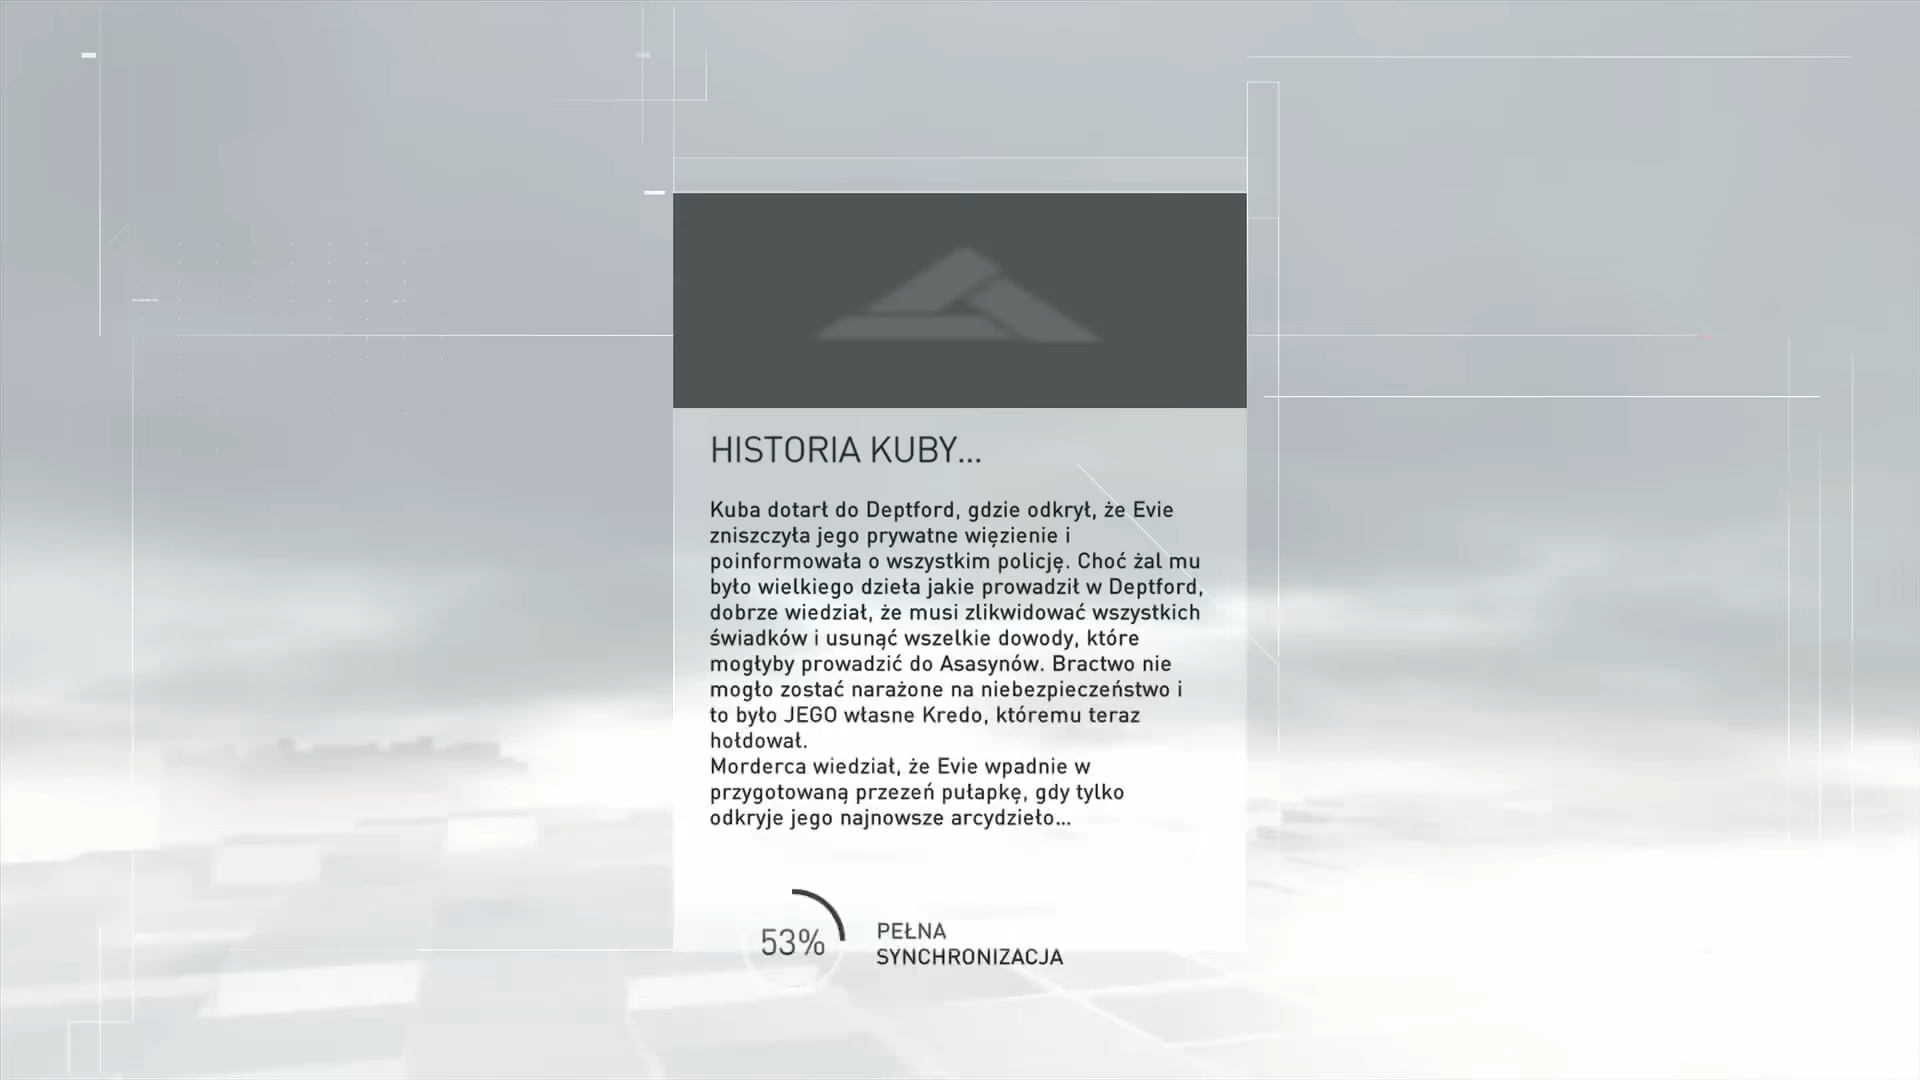 HISTORIA KUBY...
Kuba dotarł do Deptford, gdzie odkrył, że Evie
zniszczyła jego prywatne więzienie i
poinformowała o wszystkim policję. Choć żal mu
było wielkiego dzieła jakie prowadził w Deptford,
dobrze wiedział, że musi zlikwidować wszystkich
świadków i usunąć wszelkie dowody, które
mogłyby prowadzić do Asasynów. Bractwo nie
mogło zostać narażone na niebezpieczeństwo i
to było JEGO własne Kredo, któremu teraz
hołdował.
Morderca wiedział, że Evie wpadnie w
przygotowaną przezeń pułapkę, gdy tylko
odkryje jego najnowsze arcydzieło...
53%
PEŁNA
SYNCHRONIZACJA